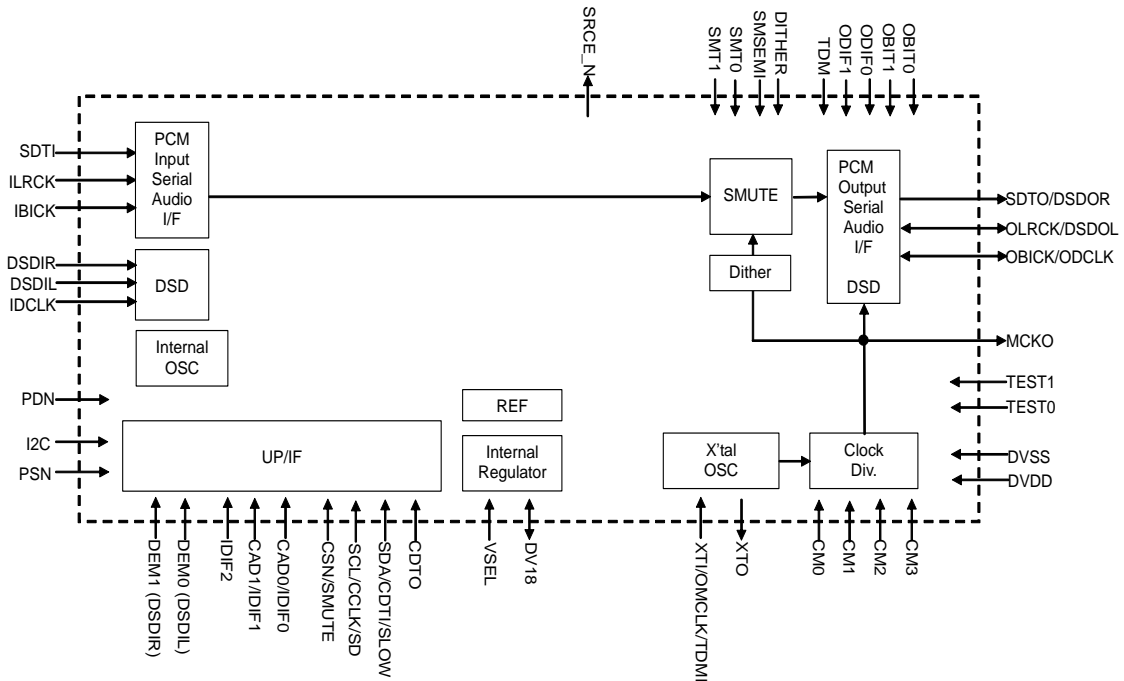 SRCE_N
SMT1
SMT0
SMSEMI
DITHER
TDM
ODIF1
ODIF0
OBIT1
OBIT0
SDTI
ILRCK
IBICK
PCM
Input
Serial
Audio
I/F
SMUTE
PCM
Output
Serial
Audio
I/F
DSD
SDTO/DSDOR
OLRCK/DSDOL
OBICK/ODCLK
DSDIR
DSDIL
IDCLK
DSD
Dither
Internal
OSC
MCKO
PDN
I2C
PSN
REF
TEST1
TEST0
UP/IF
Internal
Regulator
X'tal
OSC
Clock
Div.
DVSS
DVDD
DEM1 (DSDIR)
DEM0 (DSDIL)
IDIF2
CAD1/IDIF1
CAD0/IDIF0
CSN/SMUTE
SCL/CCLK/SD
SDA/CDTI/SLOW
CDTO
VSEL
DV18
XTI/OMCLK/TDMI
XTO
CM0
CM1
CM2
CM3